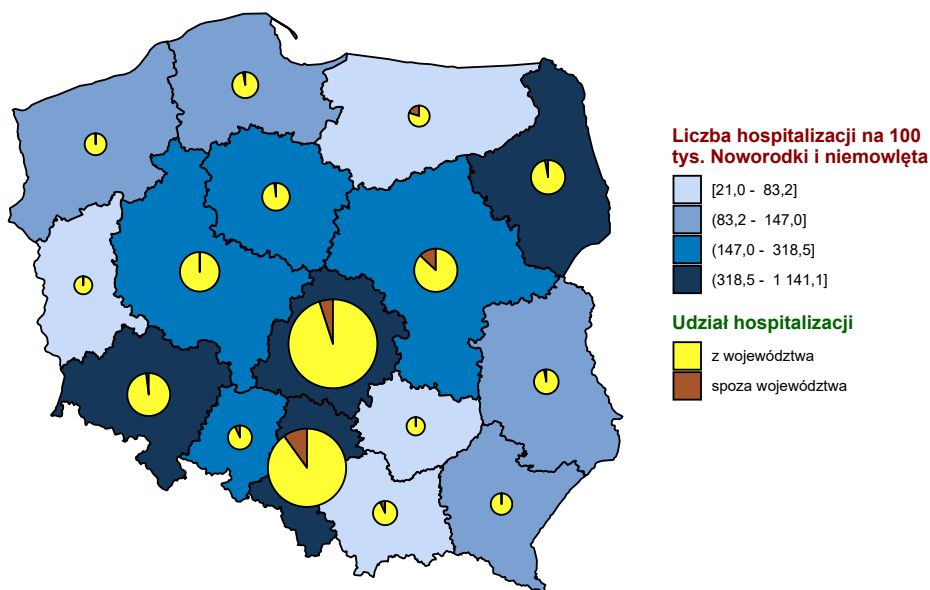 Liczba hospitalizacji na 100
tys. Noworodki i niemowlęta
[21,0 - 83,2]
(83,2 - 147,0]
(147,0 - 318,5]
(318,5 - 1 141,1]
Udział hospitalizacji
z województwa
spoza województwa